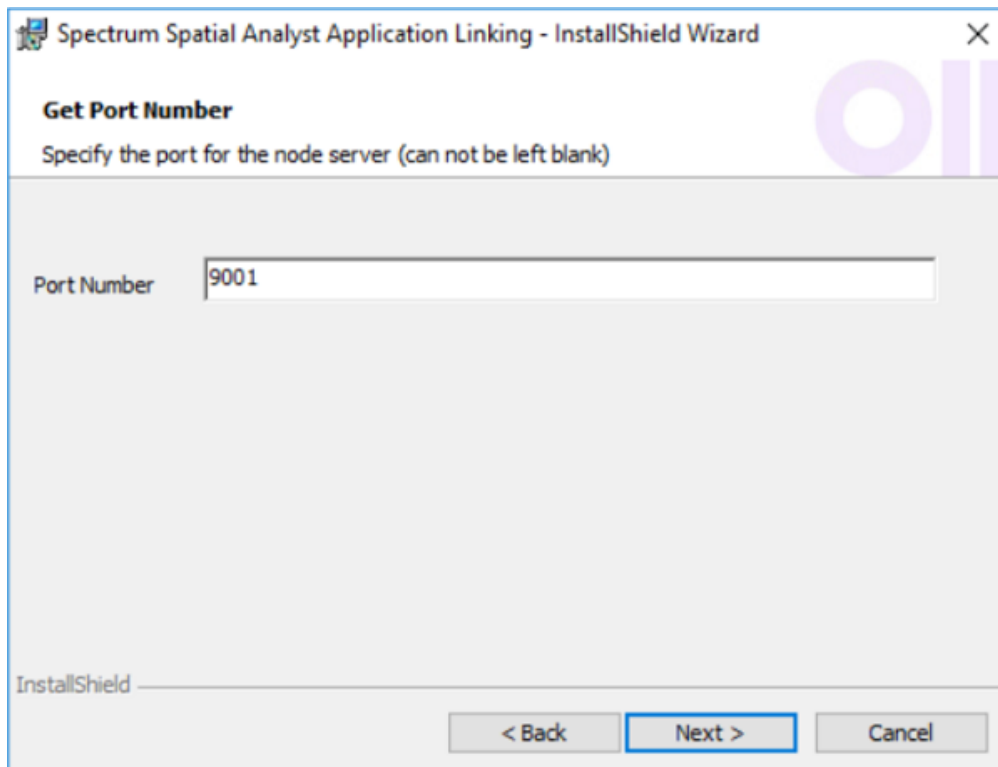 Spectrum Spatial Analyst Application Linking - InstallShield Wizard
Get Port Number
Specify the port for the node server (can not be left blank)
Port Number
9001
InstallShield
< Back
Next >
Cancel